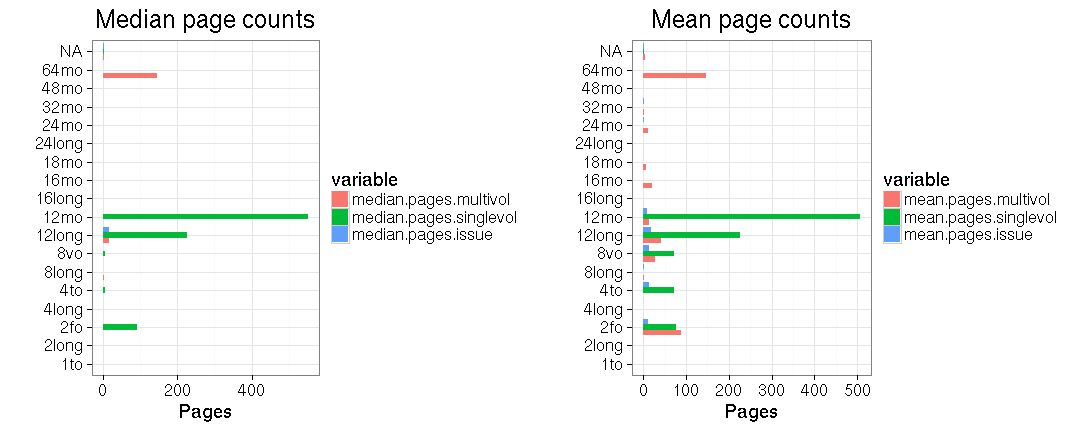 Median page counts
NA
64mo
48mo
32mo
24mo
24long
18mo
16mo
16long
12mo
12long
8vo
8long
4to
4long
2fo
2long
1to
0 200 400
Pages
variable
median.pages.multivol
median.pages.singlevol
median.pages.issue
Mean page counts
NA
64mo
48mo
32mo
24mo
24long
18mo
16mo
16long
12mo
12long
8vo
8long
4to
4long
2fo
2long
1to
0 100 200 300 400 500
Pages
variable
mean.pages.multivol
mean.pages.singlevol
mean.pages.issue